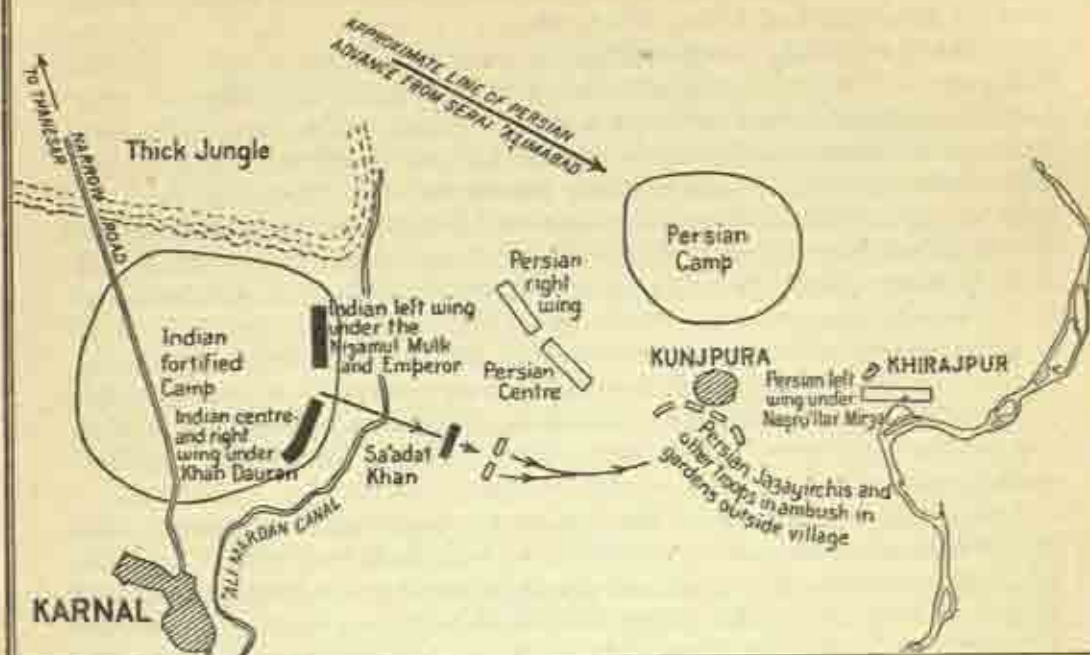 APPROXIMATE LINE OF PERSIAN
ADVANCE FROM SERAI 'AZIMABAD
TO THANESAR
NARROW ROAD
Thick Jungle
Persian
Camp
Persian
right
wing
Indian left wing
under the
Nizamul Mulk
and Emperor
Indian
fortified
Camp
Persian
Centre
KUNJPURA
KHIRAJPUR
Persian left
wing under
Nasru'llar Mirza
Indian centre
and right
wing under
Khan Dauran
Sa'adat
Khan
Persian Jazayirchis and
other troops in ambush in
gardens outside village
'ALI MARDAN CANAL
KARNAL